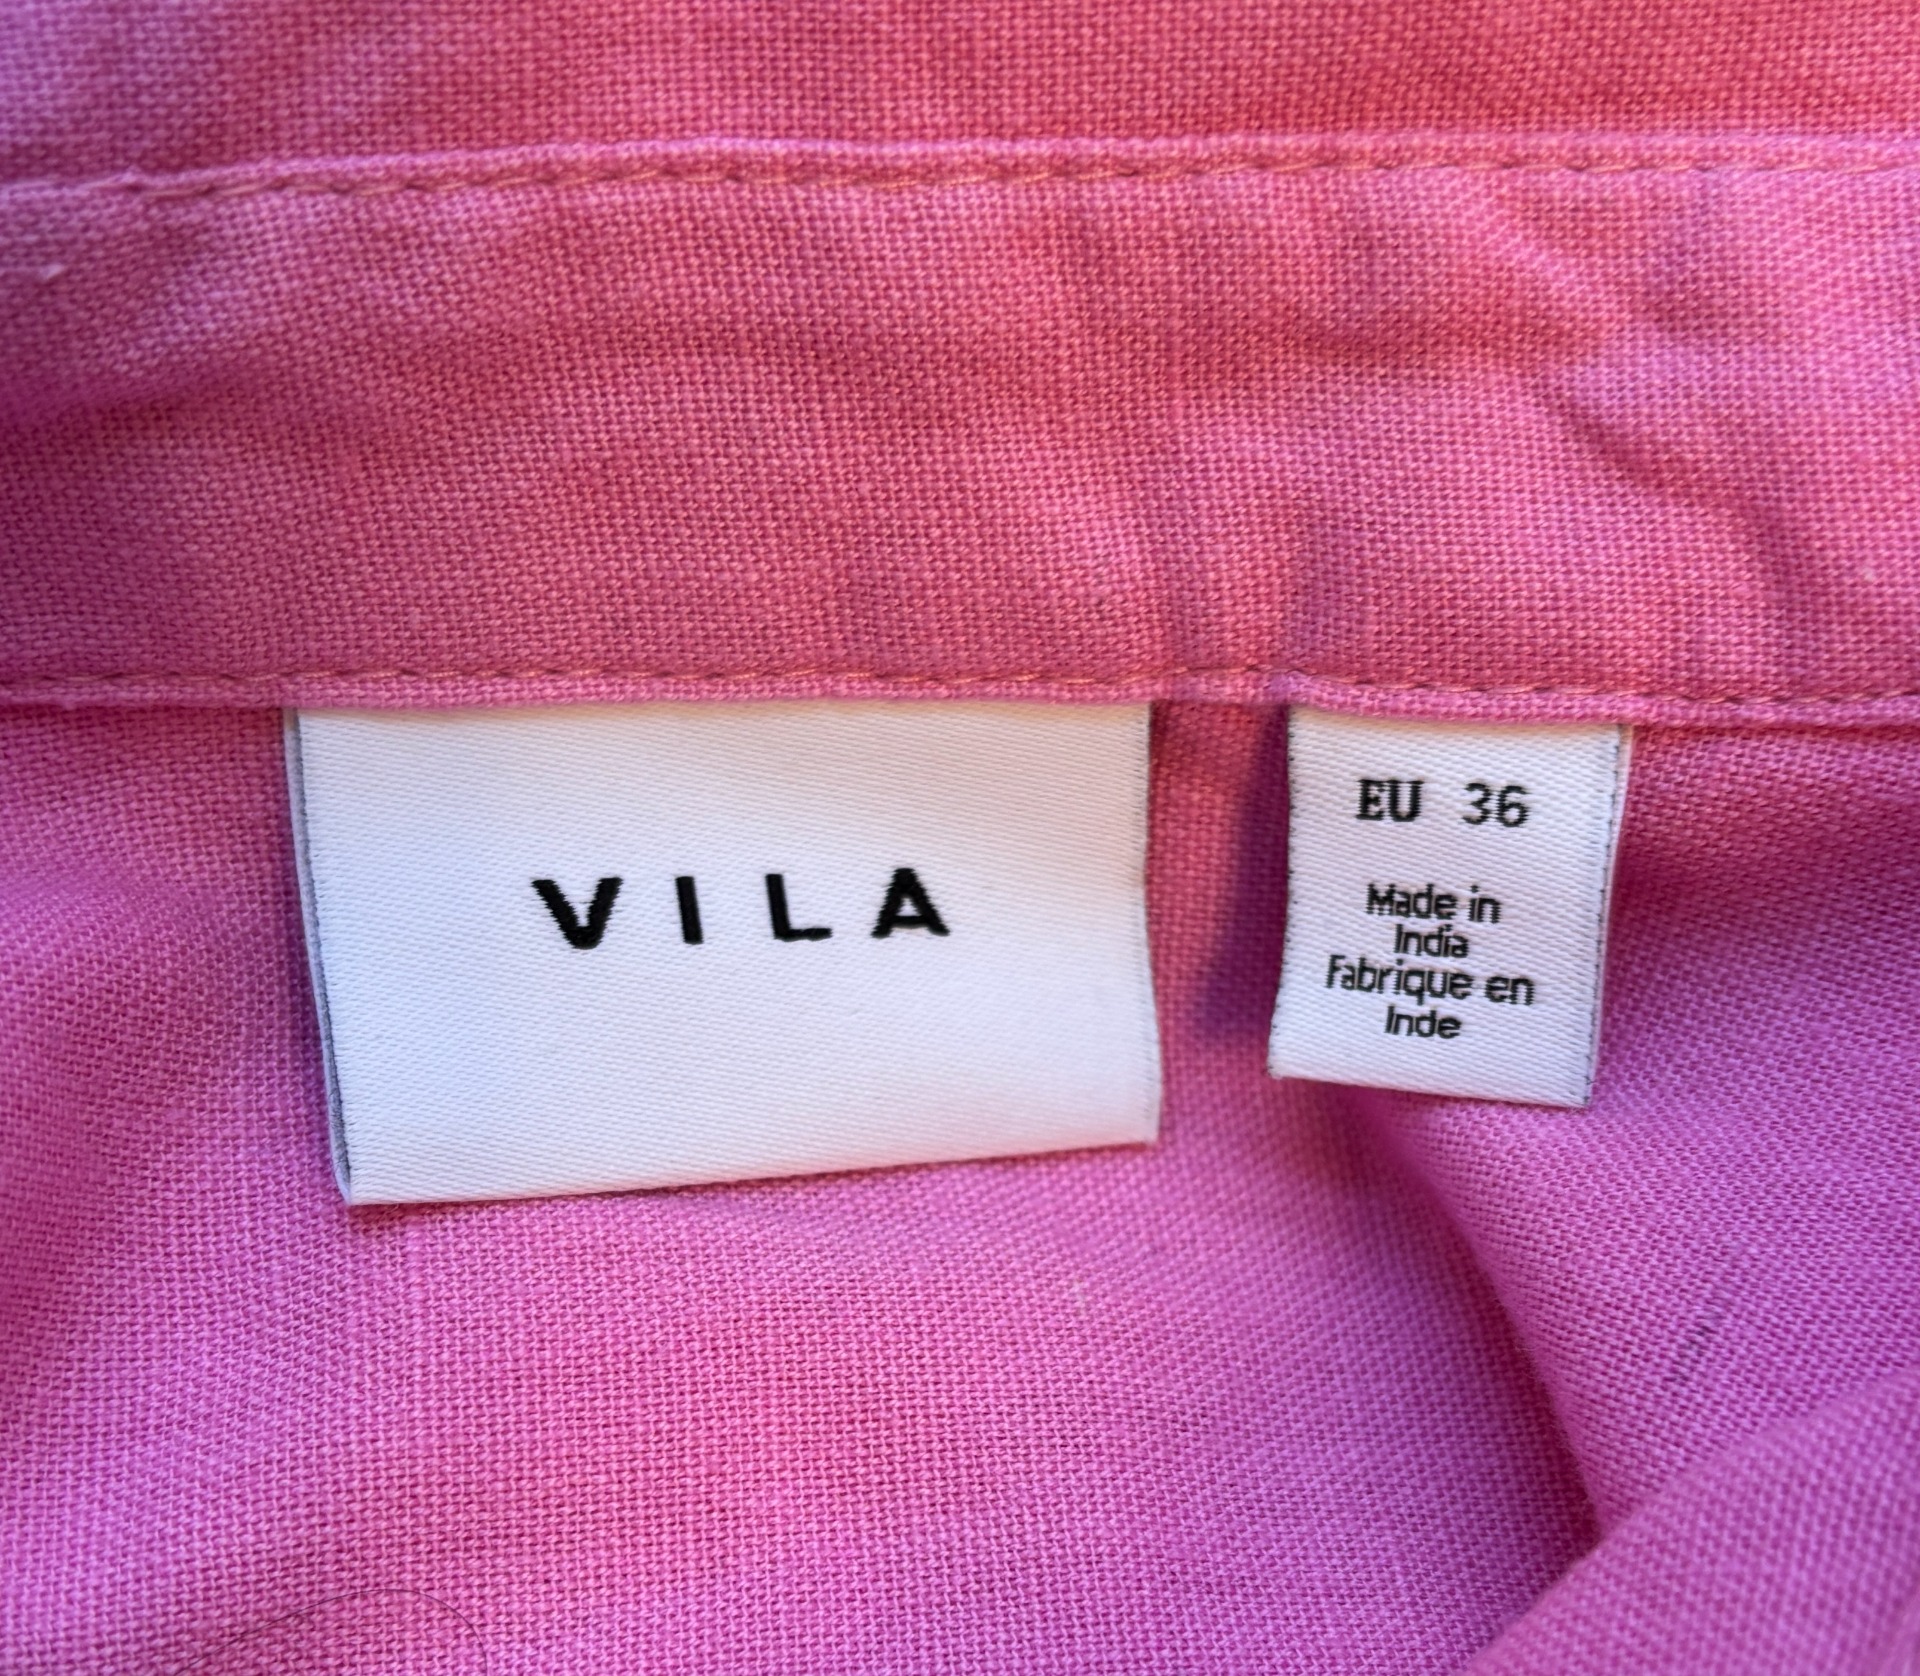 VILA
EU 36
Made in
India
Fabrique en
Inde